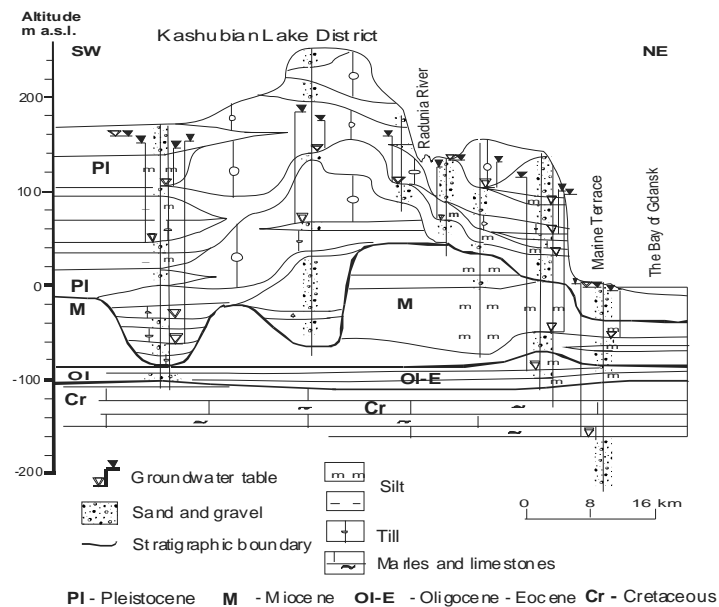 Altitude
m a.s.l.
Kashubian Lake District
SW
NE
Radunia River
200
Pl
100
Marine Terrace
The Bay of Gdansk
0
Pl
M
M
Ol
Ol-E
-100
Cr
Cr
-200
Groundwater table
Sand and gravel
Stratigraphic boundary
Silt
Till
Marles and limestones
0 8 16 km
Pl - Pleistocene M - Miocene Ol-E - Oligocene - Eocene Cr - Cretaceous